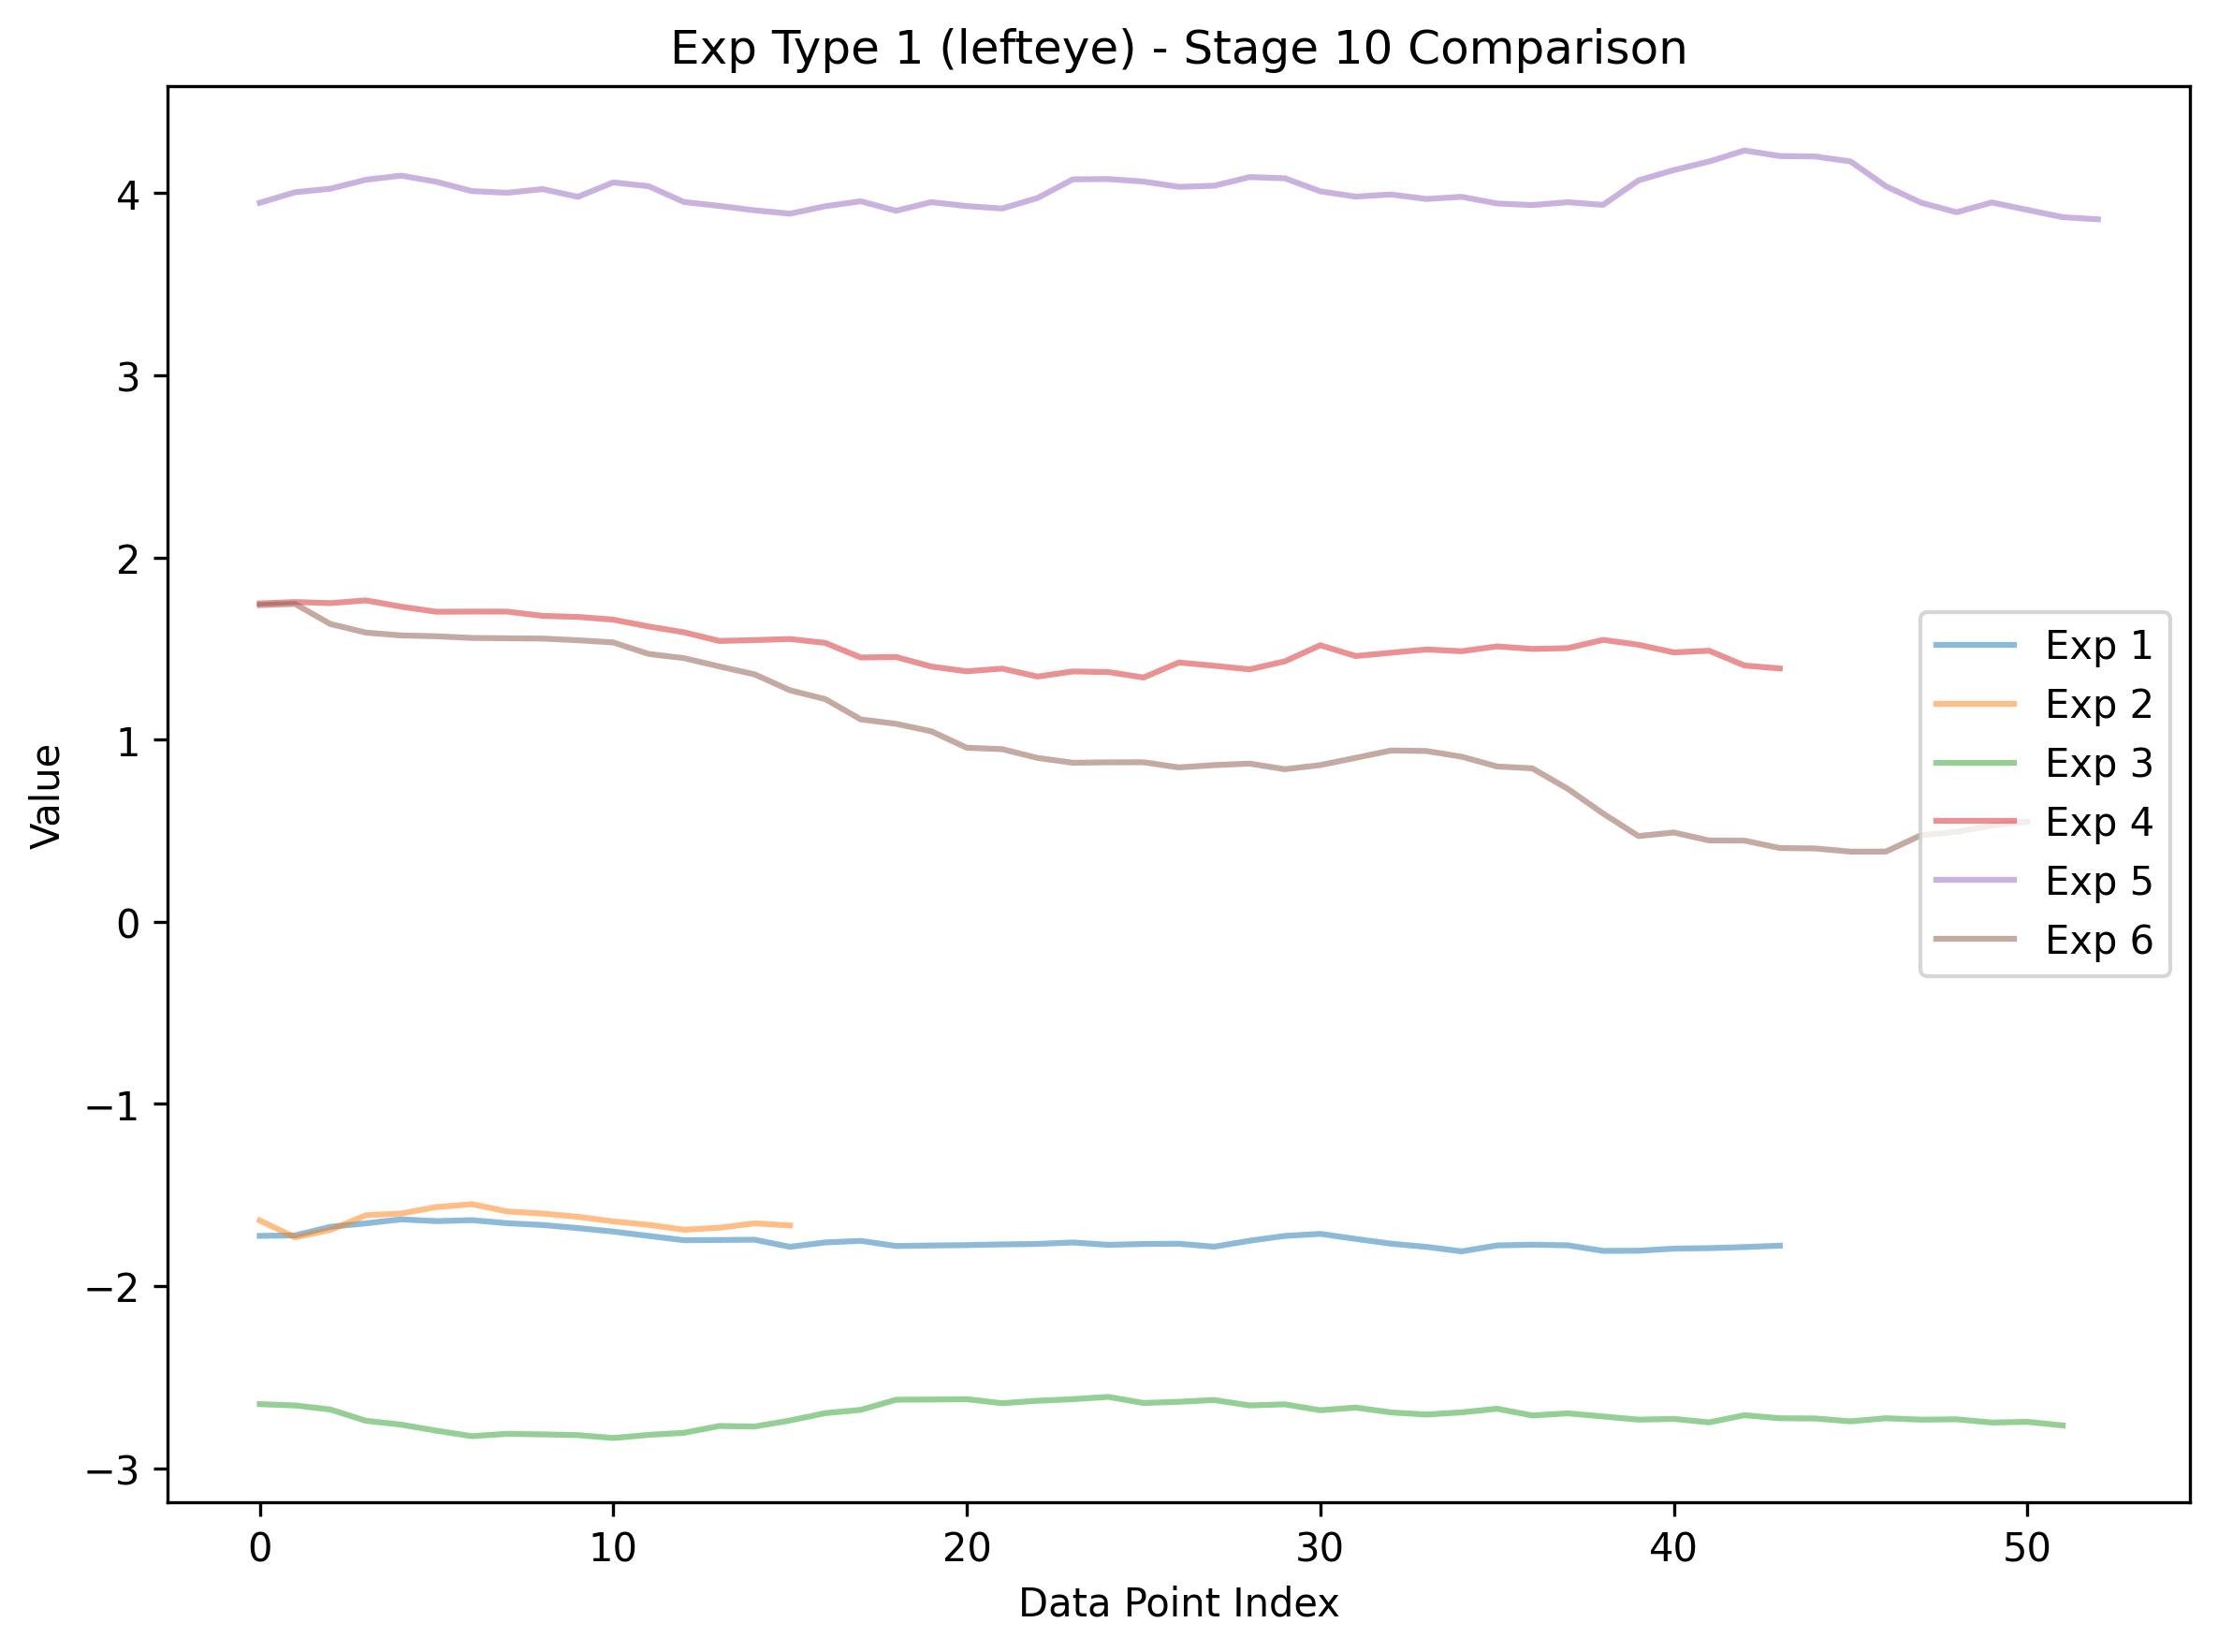 Exp Type 1 (lefteye) - Stage 10 Comparison
4
3
2
1
0
−1
−2
−3
Value
Exp 1
Exp 2
Exp 3
Exp 4
Exp 5
Exp 6
0 10 20 30 40 50
Data Point Index